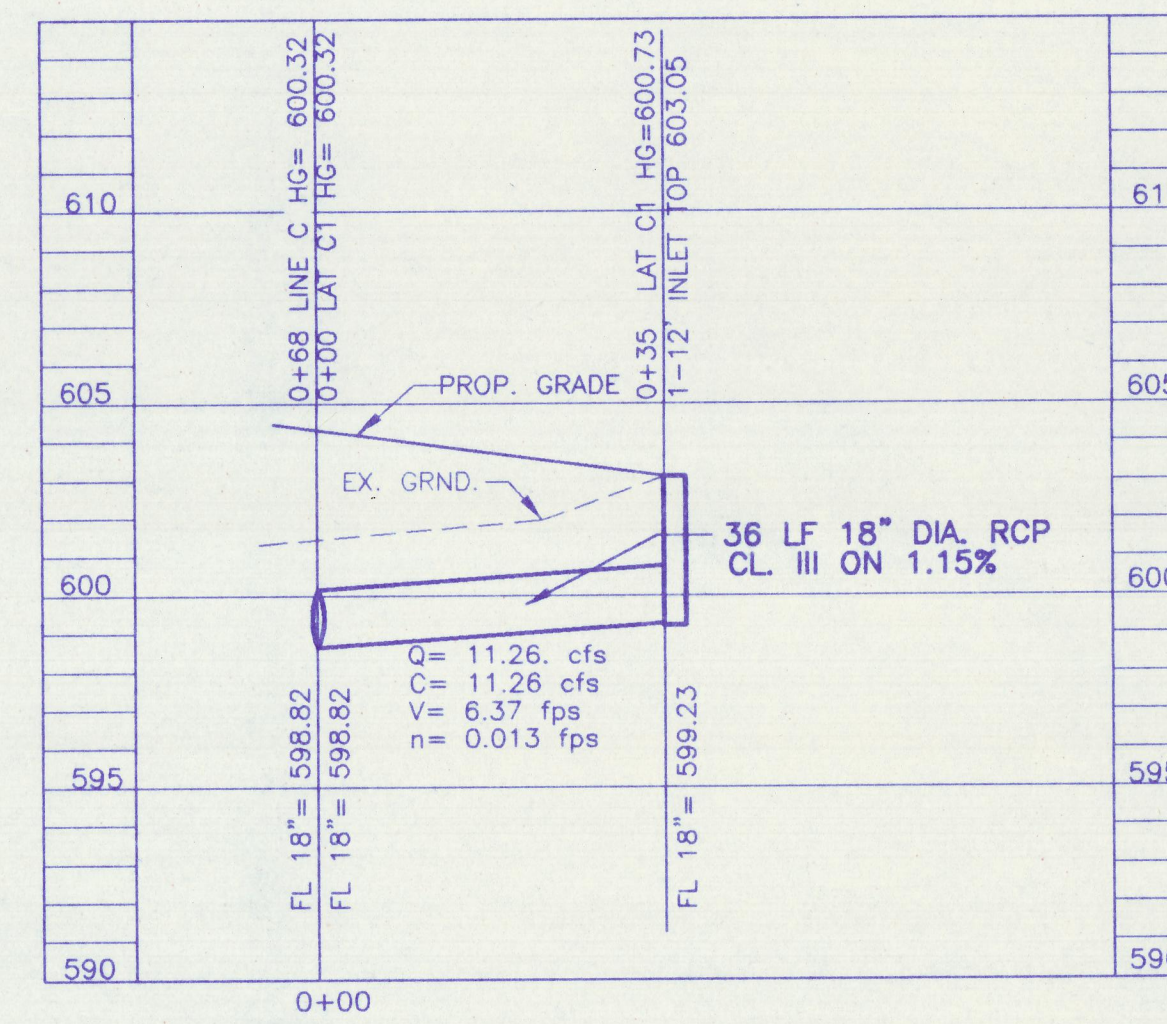 0+68 LINE C HG= 600.32
0+00 LAT C1 HG= 600.32
0+35 LAT C1 HG=600.73
1-12' INLET TOP 603.05
610
61
605
605
PROP. GRADE
EX. GRND.
36 LF 18" DIA. RCP
CL. III ON 1.15%
600
600
Q= 11.26. cfs
C= 11.26 cfs
V= 6.37 fps
n= 0.013 fps
FL 18"= 598.82
FL 18"= 598.82
FL 18"= 599.23
595
595
590
590
0+00